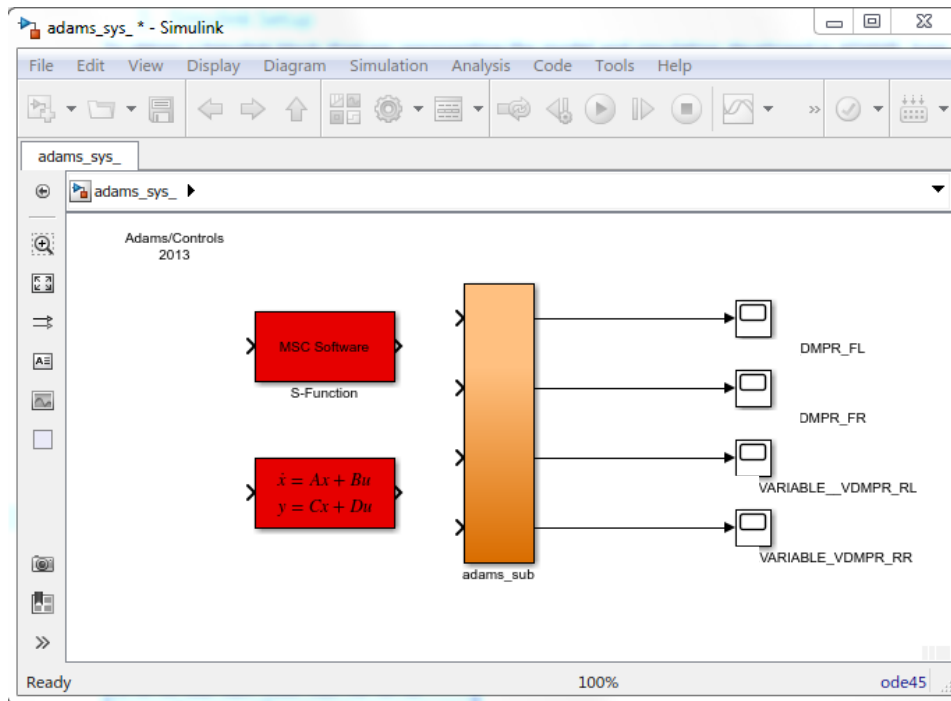 adams_sys_ * - Simulink
File Edit View Display Diagram Simulation Analysis Code Tools Help
adams_sys_
adams_sys_
Adams/Controls
2013
MSC Software
S-Function
ẋ = Ax + Bu
y = Cx + Du
adams_sub
DMPR_FL
DMPR_FR
VARIABLE__VDMPR_RL
VARIABLE_VDMPR_RR
Ready 100% ode45